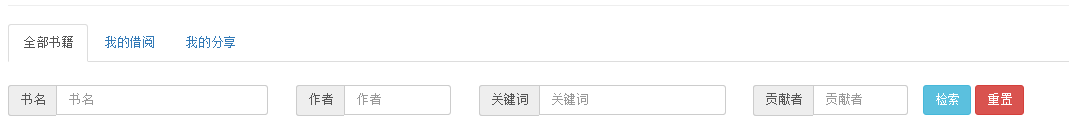 全部书籍 我的借阅 我的分享
书名 书名 作者 作者 关键词 关键词 贡献者 贡献者 检索 重置